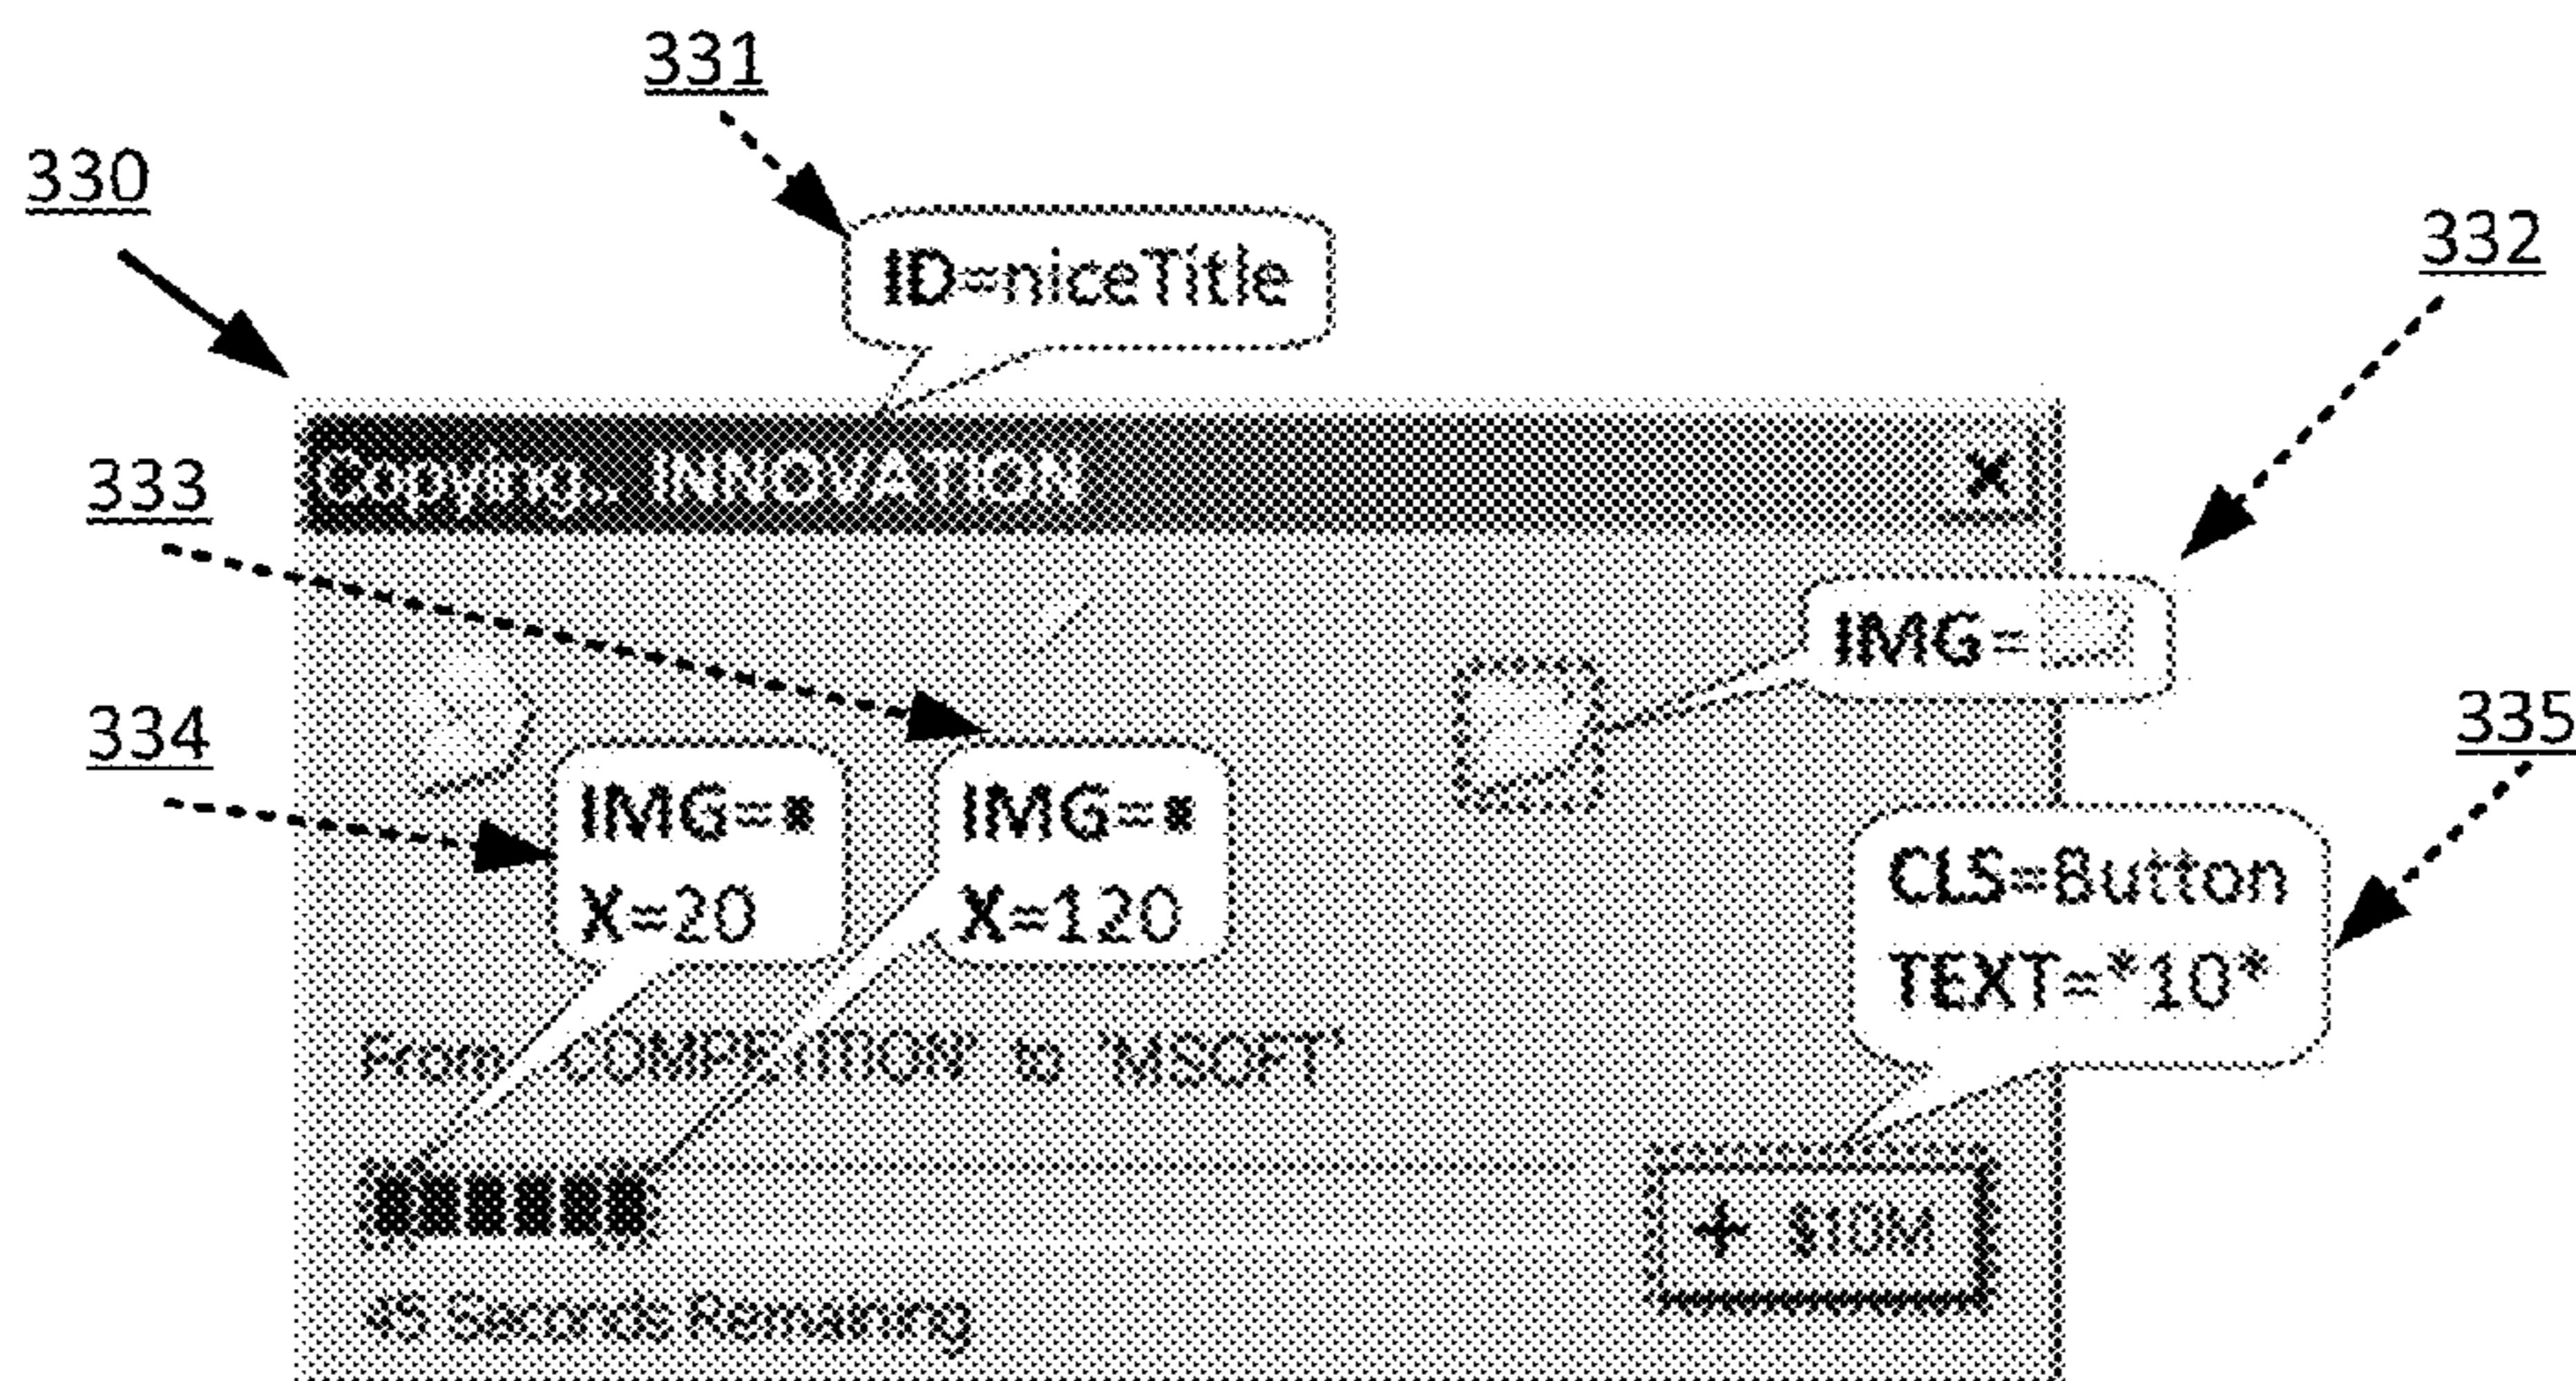 331
330
ID=niceTitle
332
Copying... INNOVATION
333
IMG=
334
335
IMG=
X=20
IMG=
X=120
CLS=Button
TEXT=*10*
From 'COMPETITION' to 'MSOFT'
+ $10M
45 Seconds Remaining